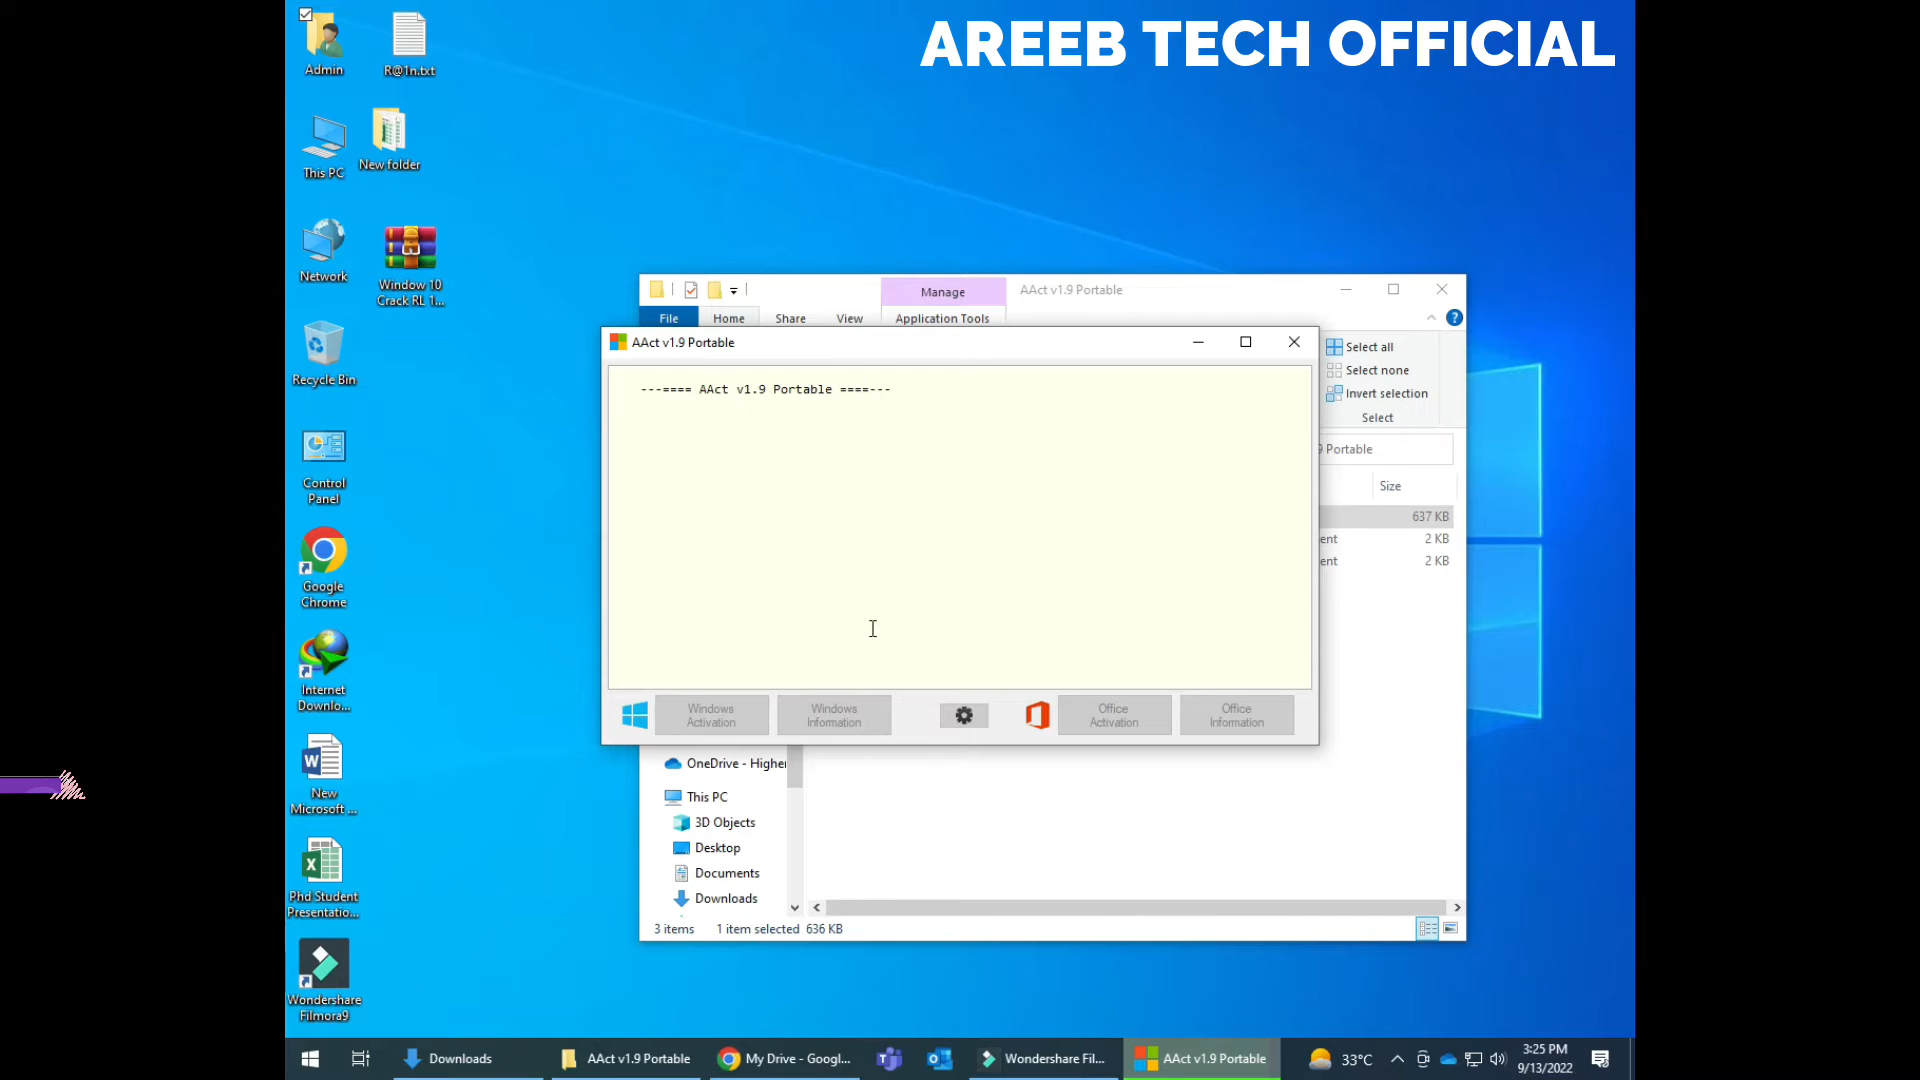 AREEB TECH OFFICIAL
Admin
R@1n.txt
This PC
New folder
Network
Window 10
Crack RL 1...
Recycle Bin
Control
Panel
Google
Chrome
Internet
Downlo...
New
Microsoft ...
Phd Student
Presentatio...
Wondershare
Filmora9
Manage
AAct v1.9 Portable
File
Home
Share
View
Application Tools
Select all
Select none
Invert selection
Select
9 Portable
Size
637 KB
ent
2 KB
ent
2 KB
AAct v1.9 Portable
---==== AAct v1.9 Portable ====---
Windows
Activation
Windows
Information
Office
Activation
Office
Information
OneDrive - Higher
This PC
3D Objects
Desktop
Documents
Downloads
3 items
1 item selected 636 KB
Downloads
AAct v1.9 Portable
My Drive - Googl...
Wondershare Fil...
AAct v1.9 Portable
33°C
3:25 PM
9/13/2022